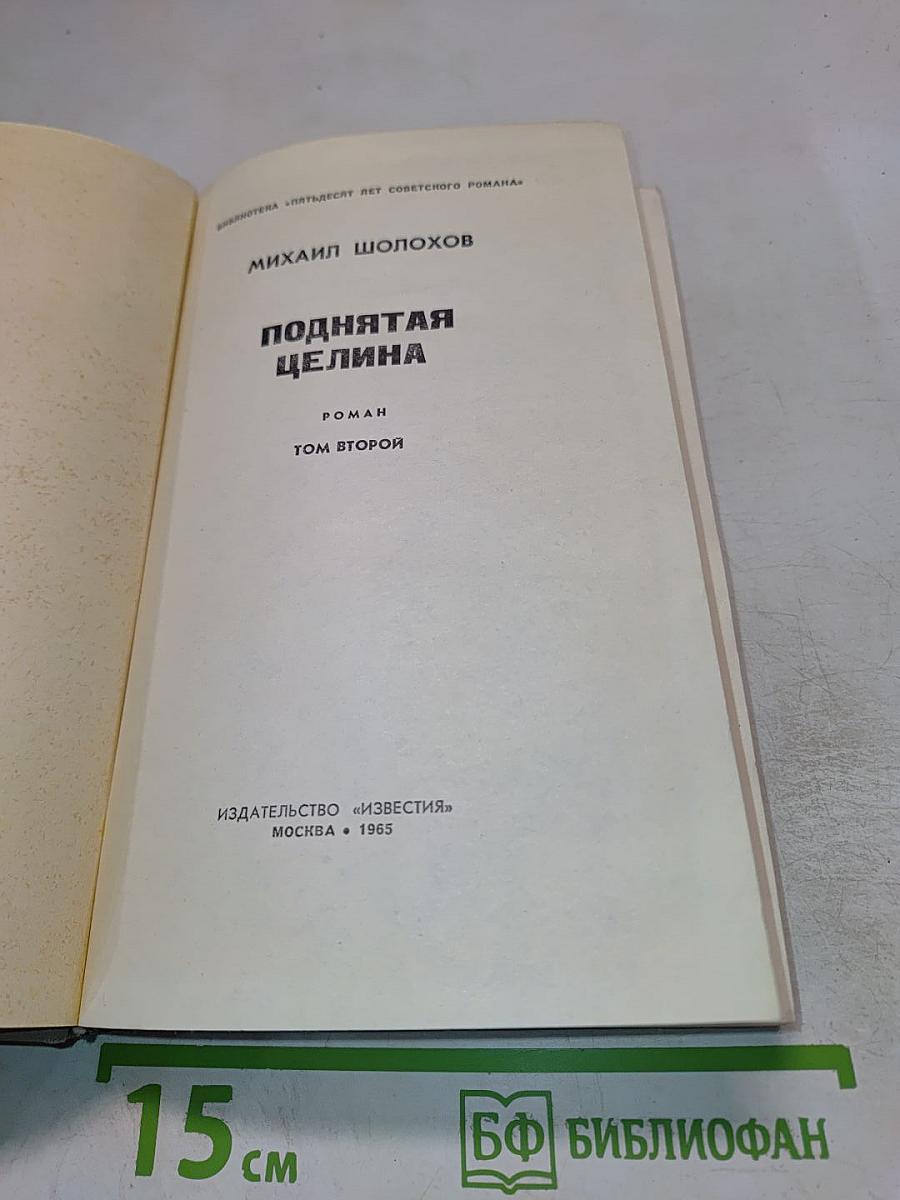 БИБЛИОТЕКА «ПЯТЬДЕСЯТ ЛЕТ СОВЕТСКОГО РОМАНА»
МИХАИЛ ШОЛОХОВ
ПОДНЯТАЯ
ЦЕЛИНА
РОМАН
ТОМ ВТОРОЙ
ИЗДАТЕЛЬСТВО «ИЗВЕСТИЯ»
МОСКВА • 1965
15 см
БФ БИБЛИОФАН